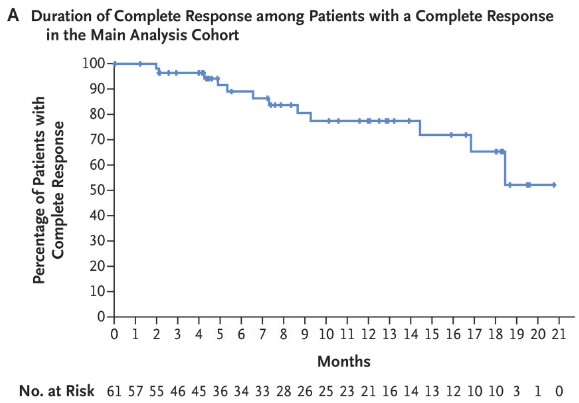 A Duration of Complete Response among Patients with a Complete Response
in the Main Analysis Cohort
Percentage of Patients with
Complete Response
100
90
80
70
60
50
40
30
20
10
0
0 1 2 3 4 5 6 7 8 9 10 11 12 13 14 15 16 17 18 19 20 21
Months
No. at Risk 61 57 55 46 45 36 34 33 28 26 25 23 21 16 14 13 12 10 10 3 1 0